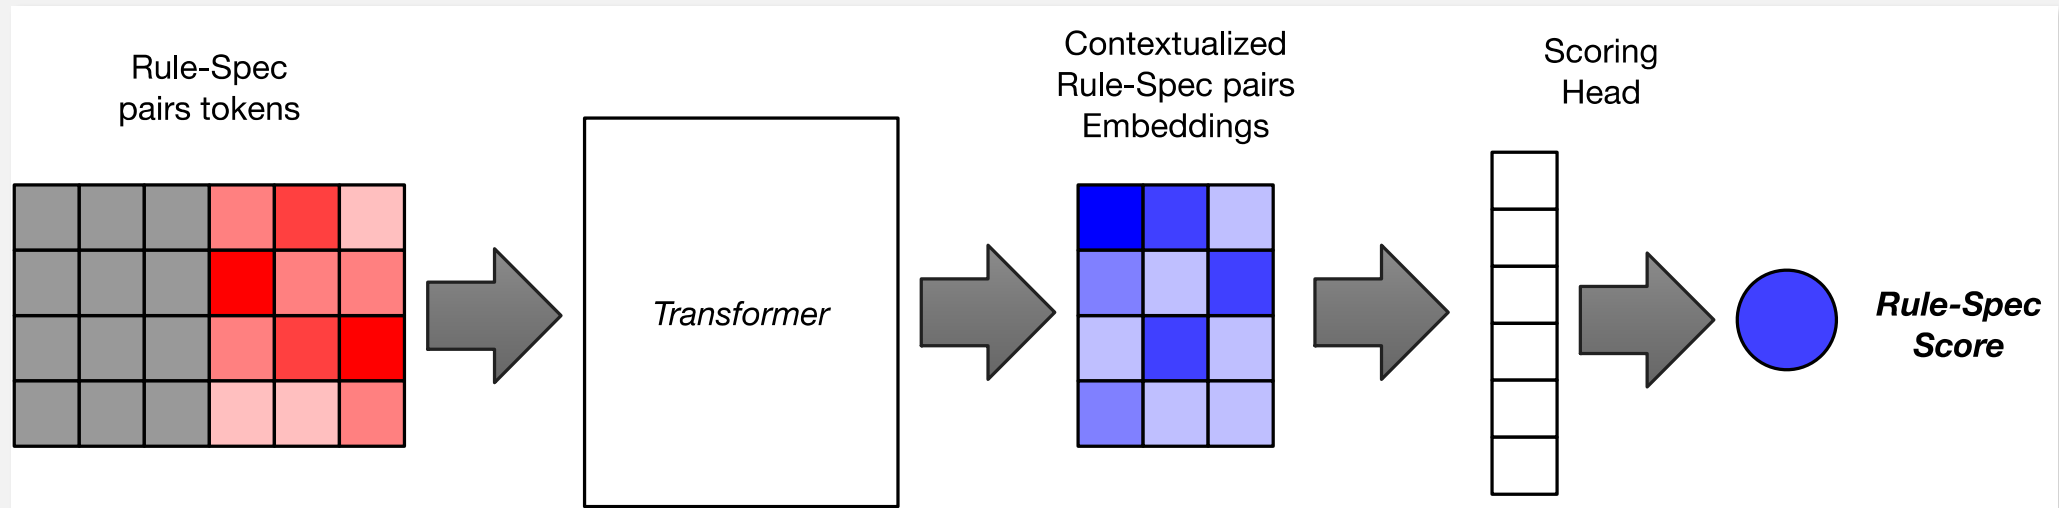 Rule-Spec
pairs tokens
Transformer
Contextualized
Rule-Spec pairs
Embeddings
Scoring
Head
Rule-Spec
Score